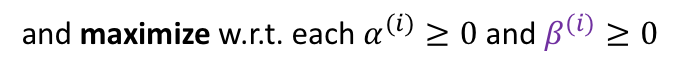 and maximize w.r.t. each α⁽ⁱ⁾ ≥ 0 and β⁽ⁱ⁾ ≥ 0